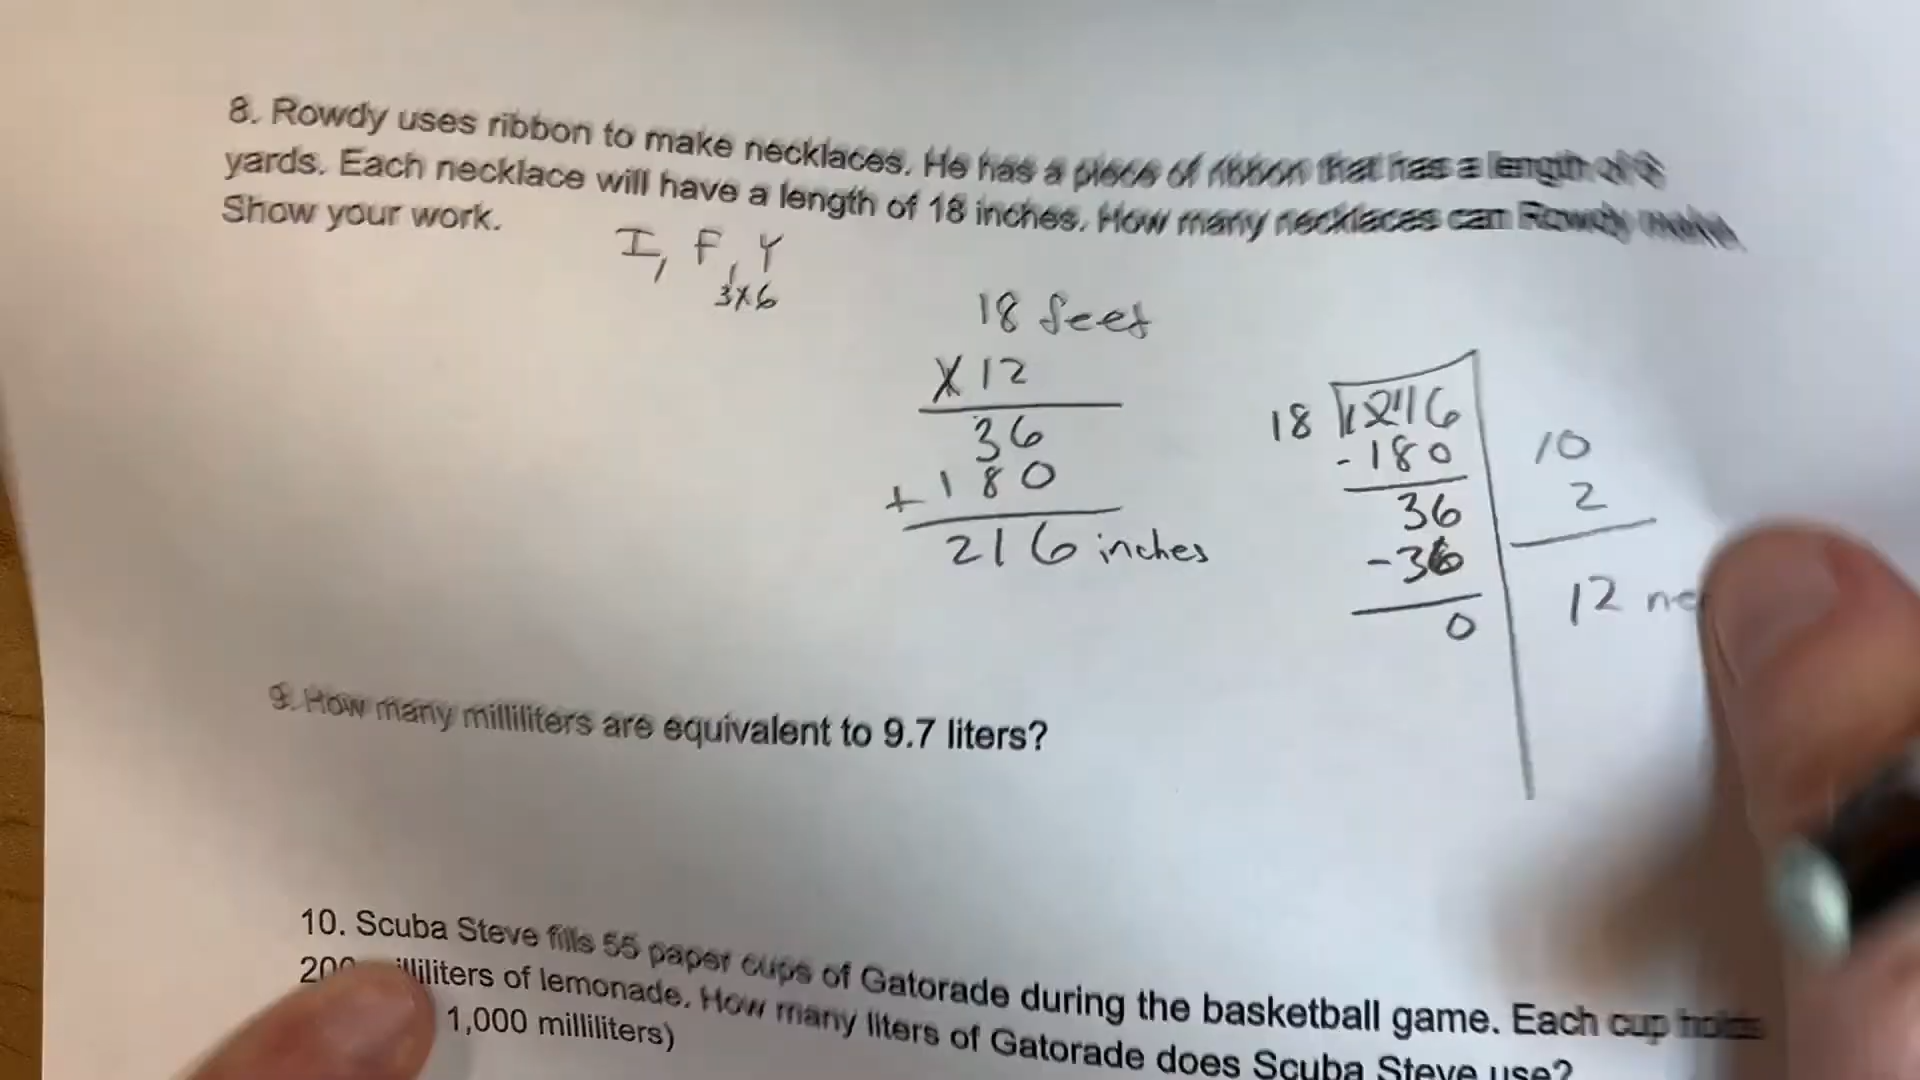 8. Rowdy uses ribbon to make necklaces. He has a piece of ribbon that has a length of 6
yards. Each necklace will have a length of 18 inches. How many necklaces can Rowdy make
Show your work.
I, F, Y
3x6
18 feet
X 12
36
+ 180
216 inches
18 216
- 180 10
36 2
- 36
0
12
9. How many milliliters are equivalent to 9.7 liters?
10. Scuba Steve fills 55 paper cups of Gatorade during the basketball game. Each cup holds
of lemonade. How many liters of Gatorade does Scuba Steve use?
1,000 milliliters)